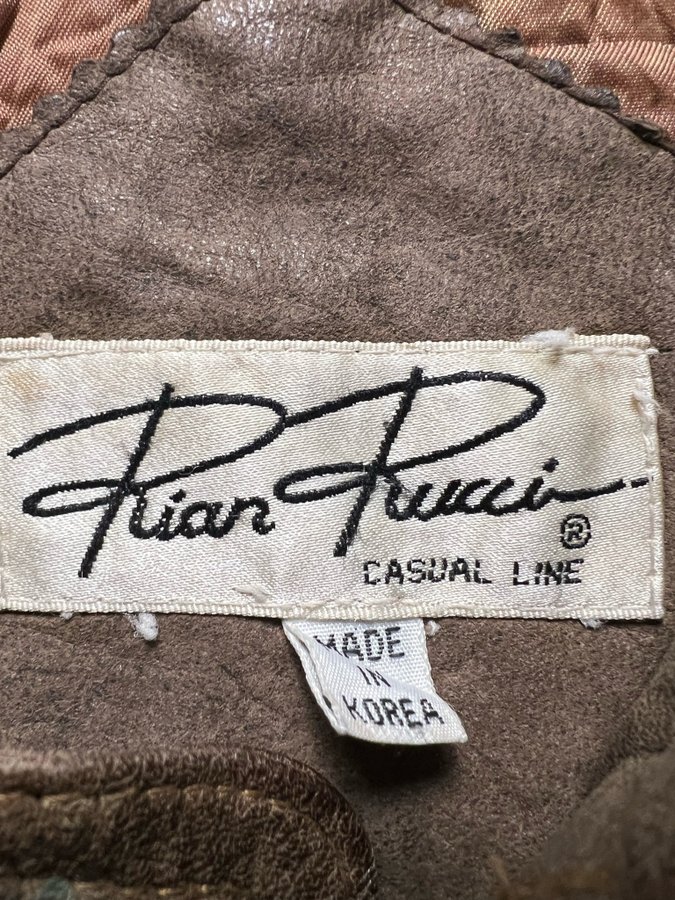 Rian Rucci
®
CASUAL LINE
MADE
IN
KOREA